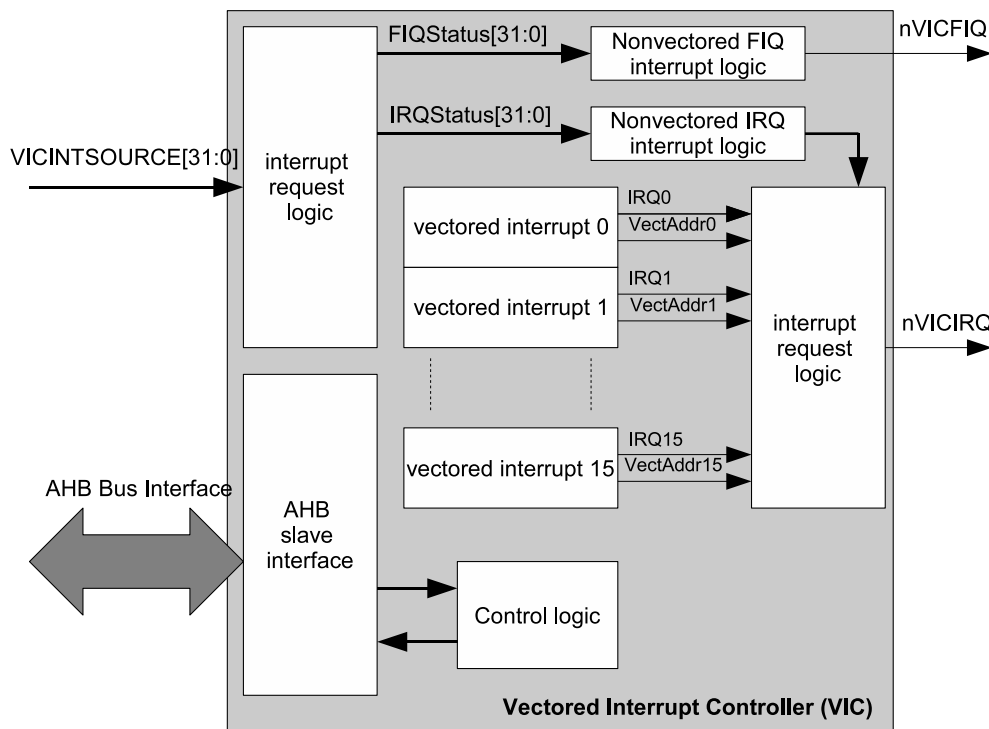 FIQStatus[31:0]
Nonvectored FIQ
interrupt logic
nVICFIQ
IRQStatus[31:0]
Nonvectored IRQ
interrupt logic
VICINTSOURCE[31:0]
interrupt
request
logic
vectored interrupt 0
IRQ0
VectAddr0
vectored interrupt 1
IRQ1
VectAddr1
interrupt
request
logic
nVICIRQ
vectored interrupt 15
IRQ15
VectAddr15
AHB Bus Interface
AHB
slave
interface
Control logic
Vectored Interrupt Controller (VIC)